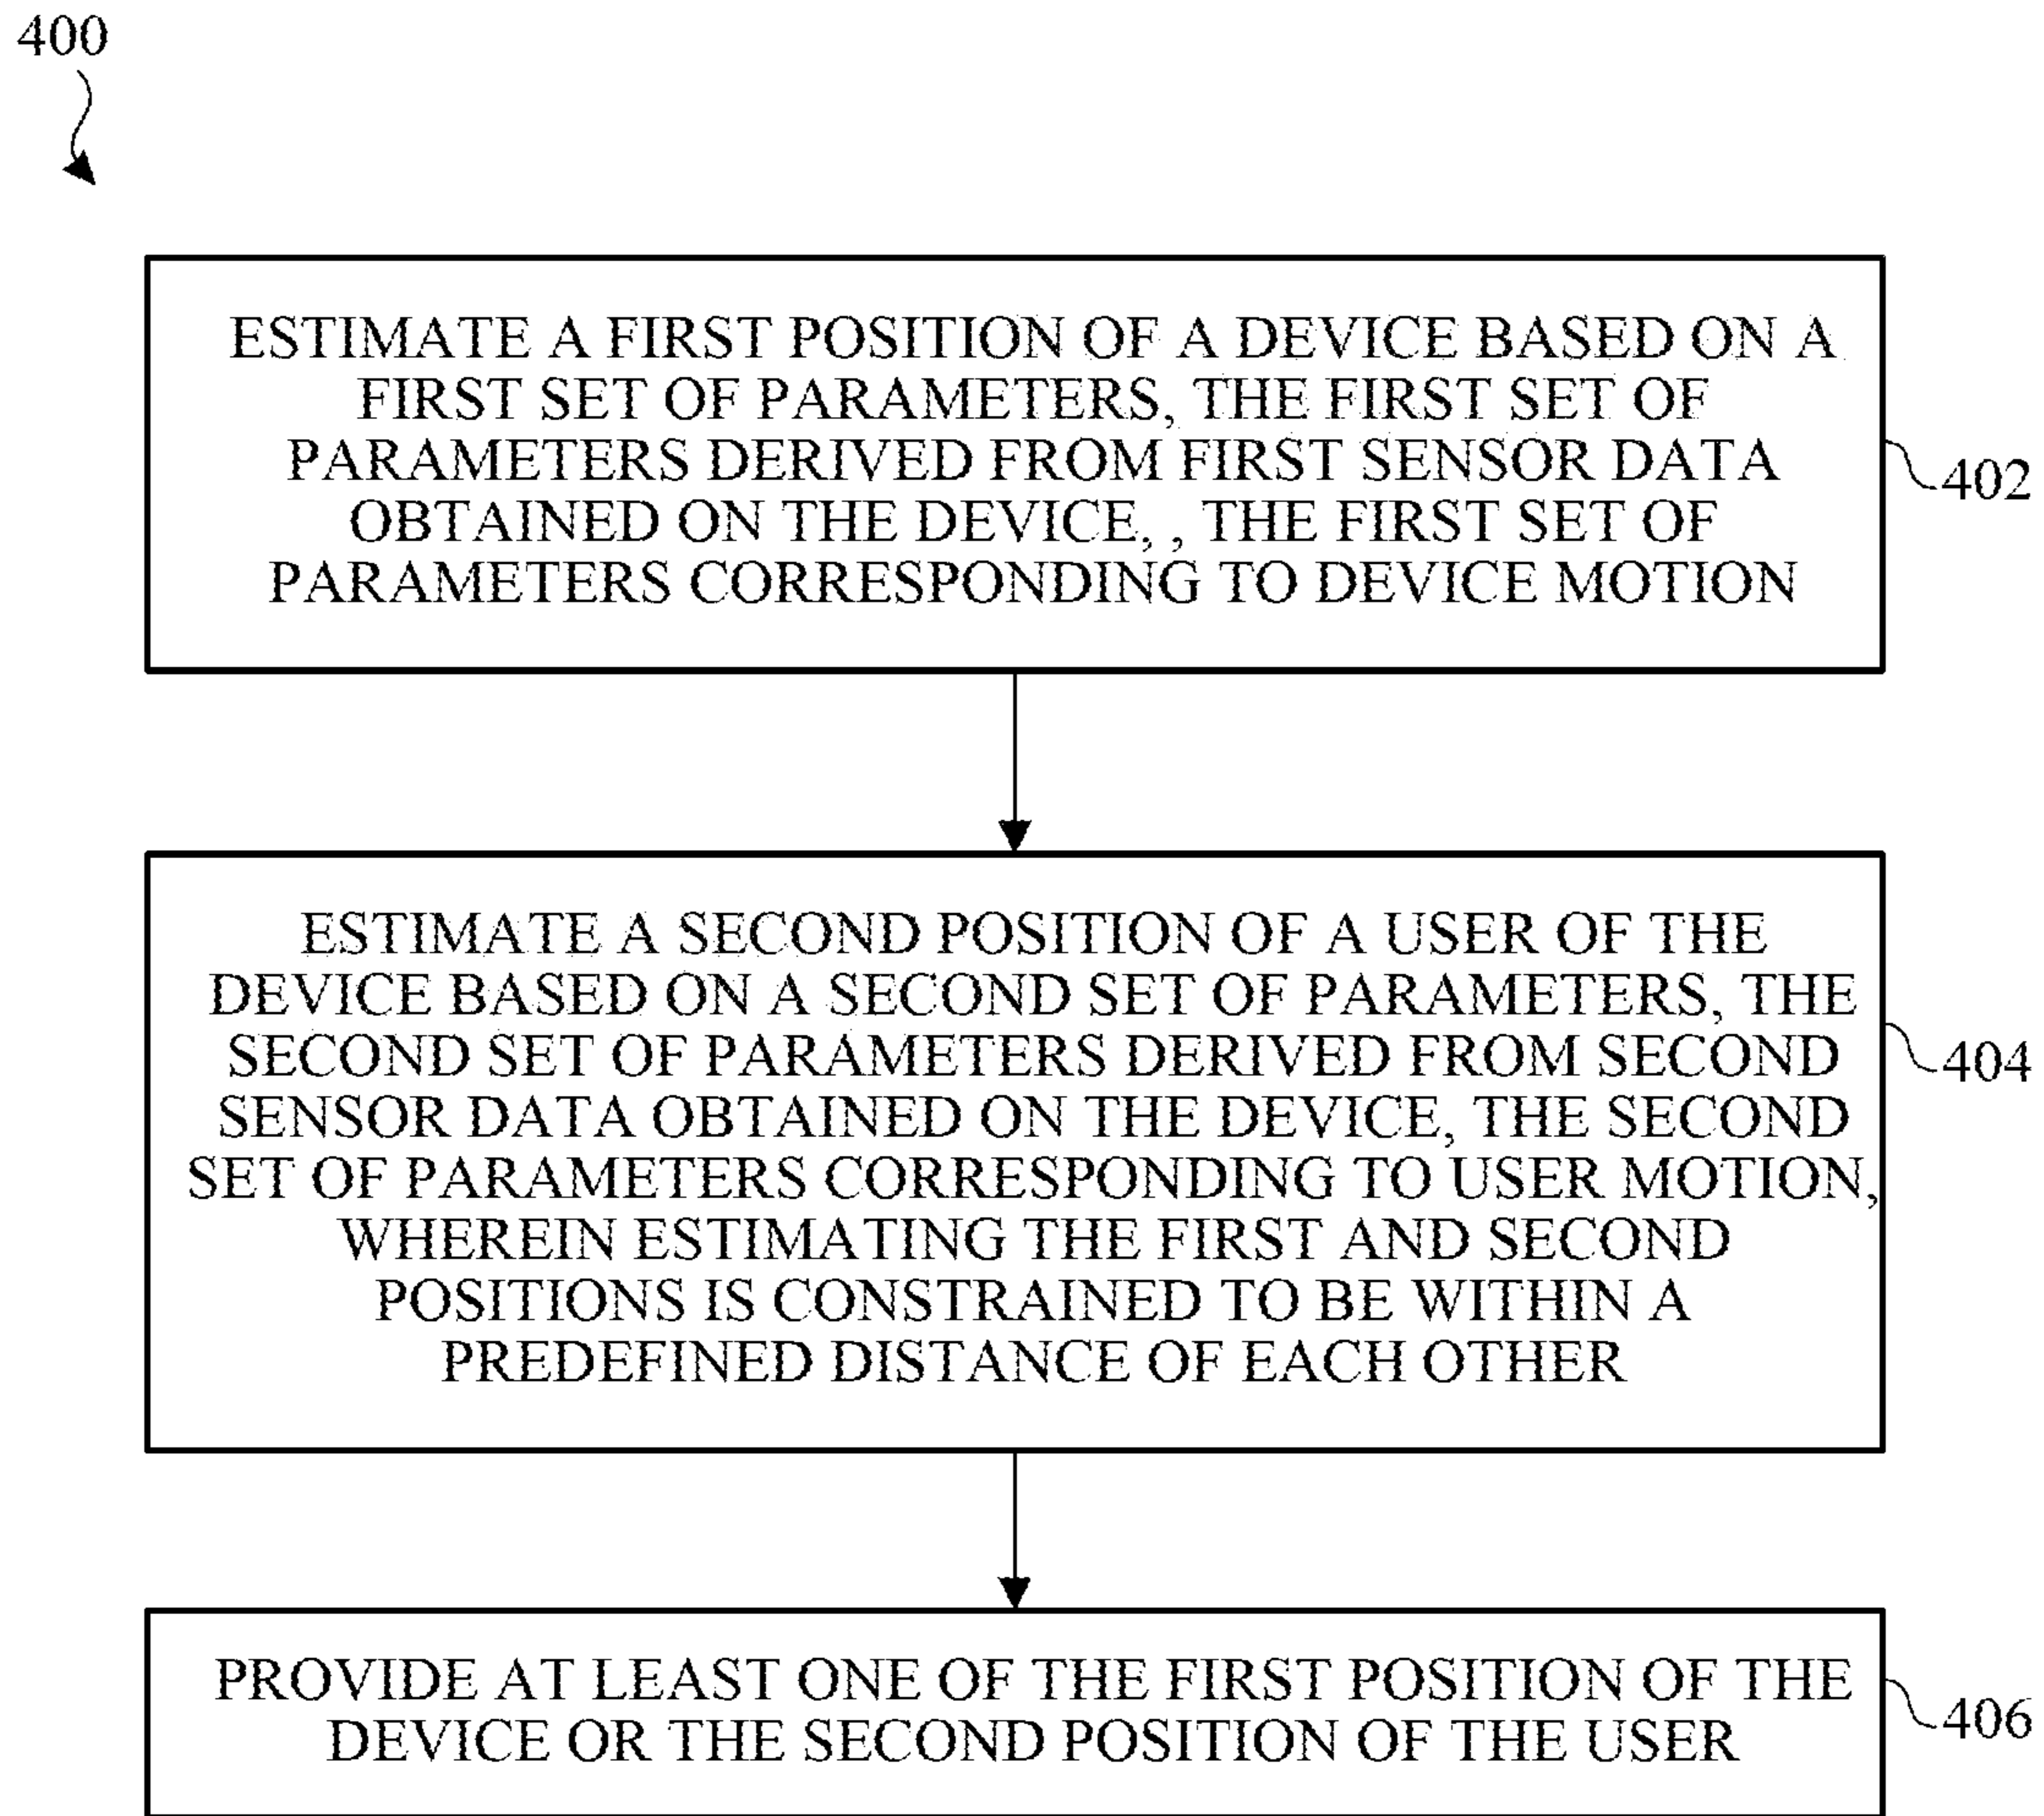 400
ESTIMATE A FIRST POSITION OF A DEVICE BASED ON A
FIRST SET OF PARAMETERS, THE FIRST SET OF
PARAMETERS DERIVED FROM FIRST SENSOR DATA
OBTAINED ON THE DEVICE, , THE FIRST SET OF
PARAMETERS CORRESPONDING TO DEVICE MOTION
402
ESTIMATE A SECOND POSITION OF A USER OF THE
DEVICE BASED ON A SECOND SET OF PARAMETERS, THE
SECOND SET OF PARAMETERS DERIVED FROM SECOND
SENSOR DATA OBTAINED ON THE DEVICE, THE SECOND
SET OF PARAMETERS CORRESPONDING TO USER MOTION,
WHEREIN ESTIMATING THE FIRST AND SECOND
POSITIONS IS CONSTRAINED TO BE WITHIN A
PREDEFINED DISTANCE OF EACH OTHER
404
PROVIDE AT LEAST ONE OF THE FIRST POSITION OF THE
DEVICE OR THE SECOND POSITION OF THE USER
406